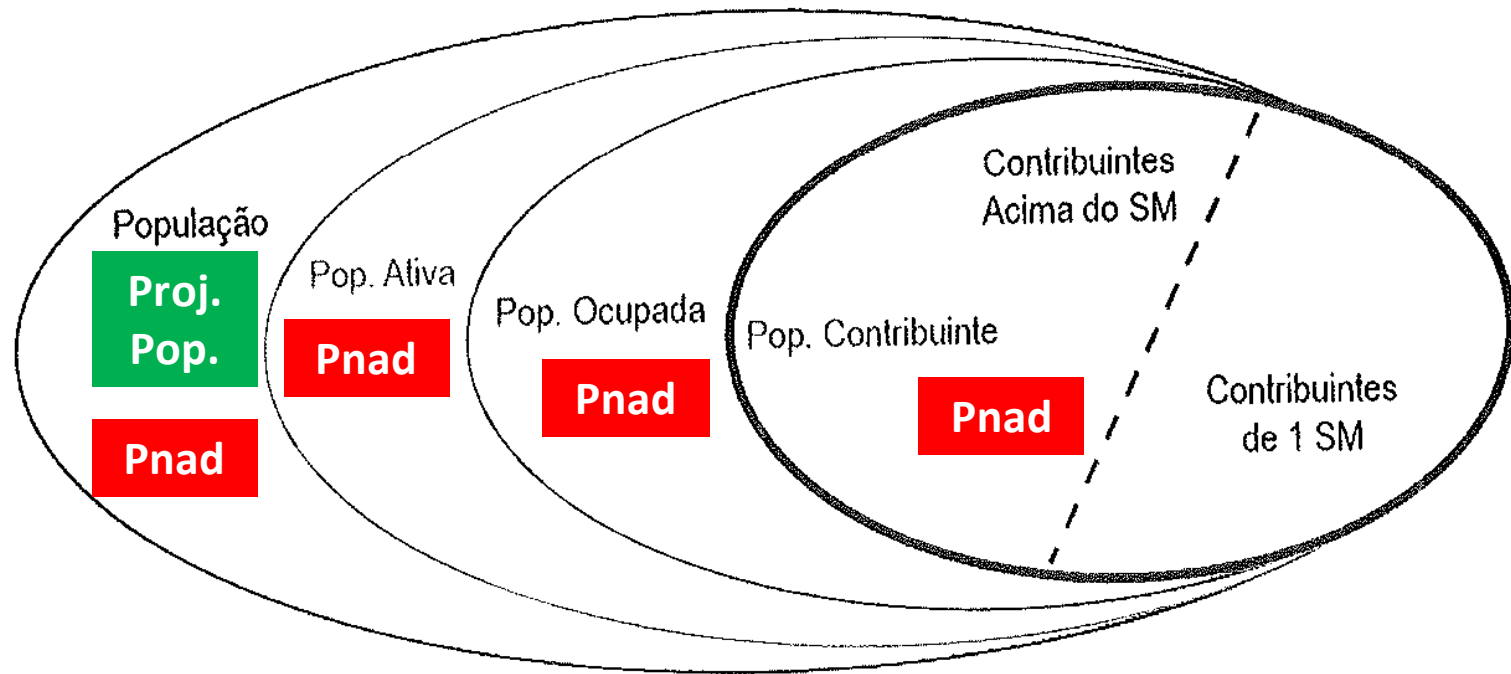 População
Proj.
Pop.
Pnad
Pop. Ativa
Pnad
Pop. Ocupada
Pnad
Pop. Contribuinte
Pnad
Contribuintes
Acima do SM
Contribuintes
de 1 SM